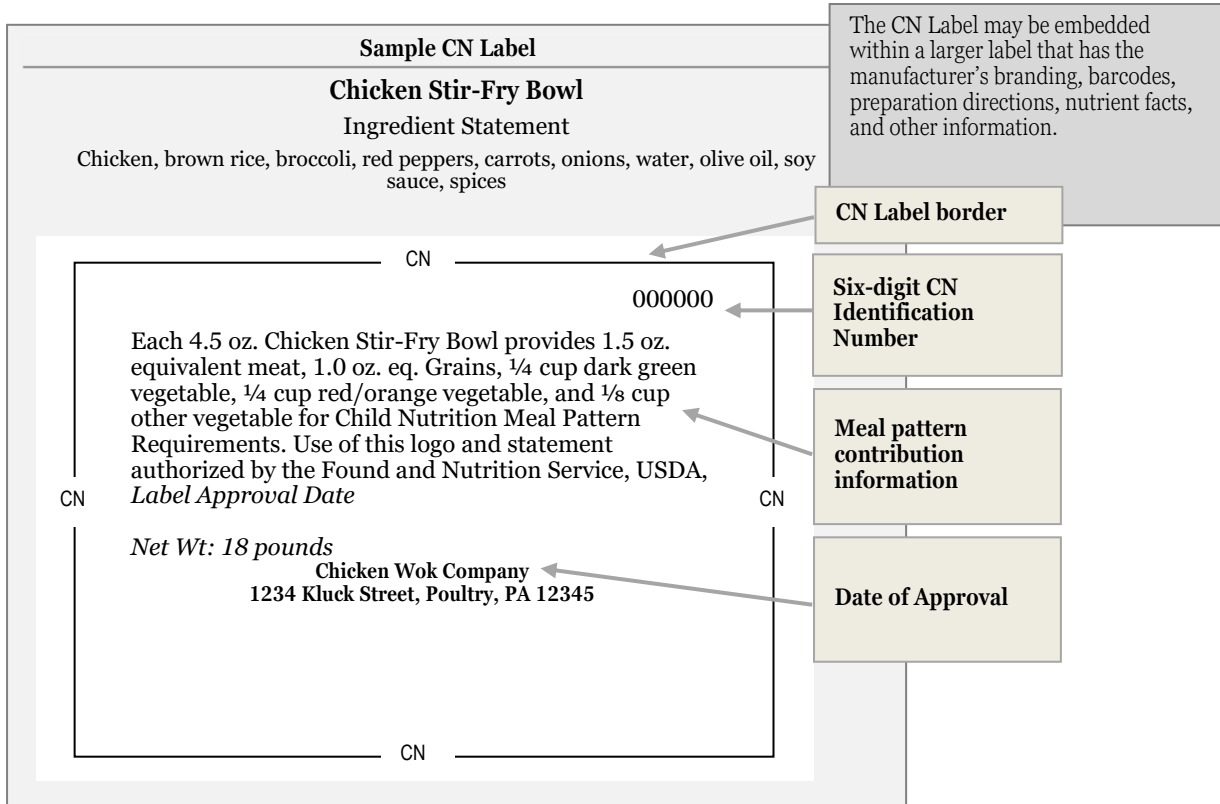 Sample CN Label
Chicken Stir-Fry Bowl
Ingredient Statement
Chicken, brown rice, broccoli, red peppers, carrots, onions, water, olive oil, soy
sauce, spices
The CN Label may be embedded
within a larger label that has the
manufacturer’s branding, barcodes,
preparation directions, nutrient facts,
and other information.
CN Label border
CN
000000
Six-digit CN
Identification
Number
Each 4.5 oz. Chicken Stir-Fry Bowl provides 1.5 oz.
equivalent meat, 1.0 oz. eq. Grains, ¼ cup dark green
vegetable, ¼ cup red/orange vegetable, and ⅛ cup
other vegetable for Child Nutrition Meal Pattern
Requirements. Use of this logo and statement
authorized by the Found and Nutrition Service, USDA,
Label Approval Date
Meal pattern
contribution
information
CN
CN
Net Wt: 18 pounds
Chicken Wok Company
1234 Kluck Street, Poultry, PA 12345
Date of Approval
CN